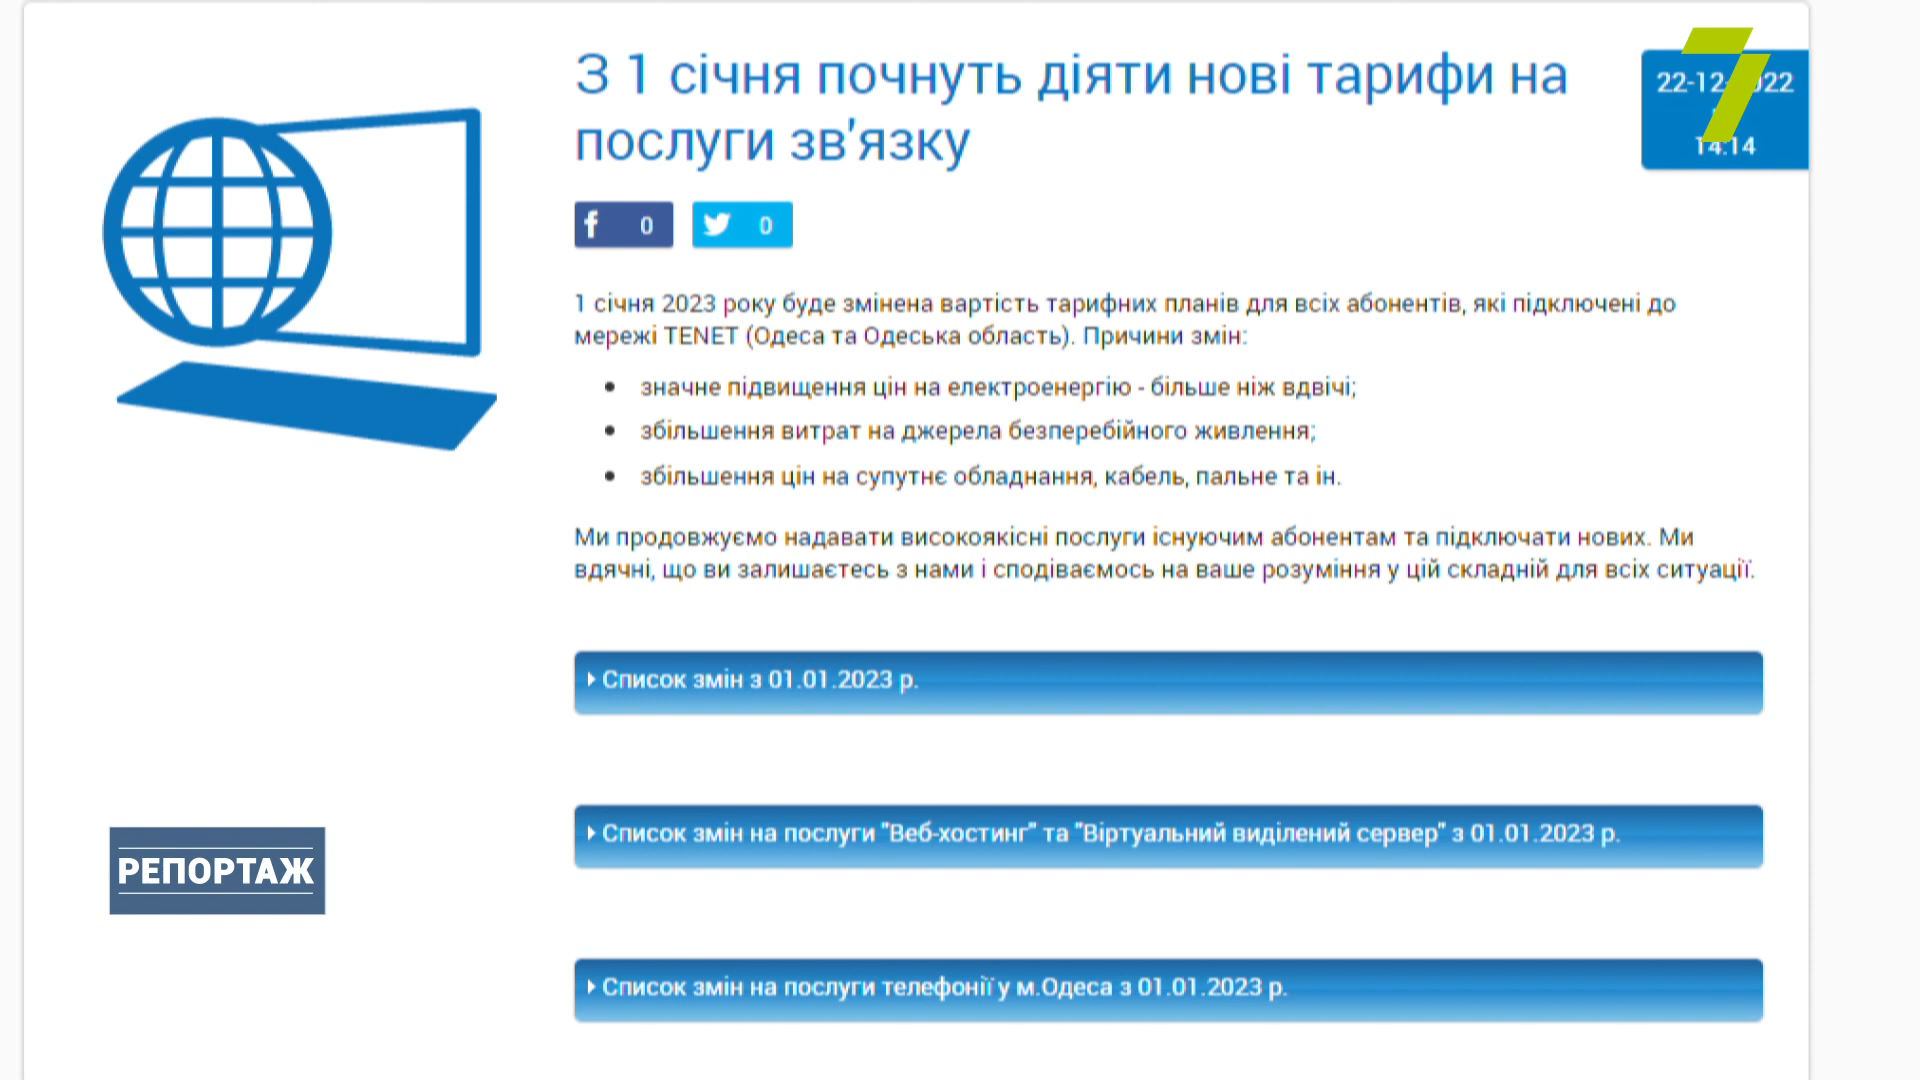 З 1 січня почнуть діяти нові тарифи на
послуги зв'язку
14:14
0
0
1 січня 2023 року буде змінена вартість тарифних планів для всіх абонентів, які підключені до
мережі TENET (Одеса та Одеська область). Причини змін:
значне підвищення цін на електроенергію - більше ніж вдвічі;
збільшення витрат на джерела безперебійного живлення;
збільшення цін на супутнє обладнання, кабель, пальне та ін.
Ми продовжуємо надавати високоякісні послуги існуючим абонентам та підключати нових. Ми
вдячні, що ви залишаєтесь з нами і сподіваємось на ваше розуміння у цій складній для всіх ситуації.
Список змін з 01.01.2023 р.
Список змін на послуги "Веб-хостинг" та "Віртуальний виділений сервер" з 01.01.2023 р.
РЕПОРТАЖ
Список змін на послуги телефонії у м.Одеса з 01.01.2023 р.